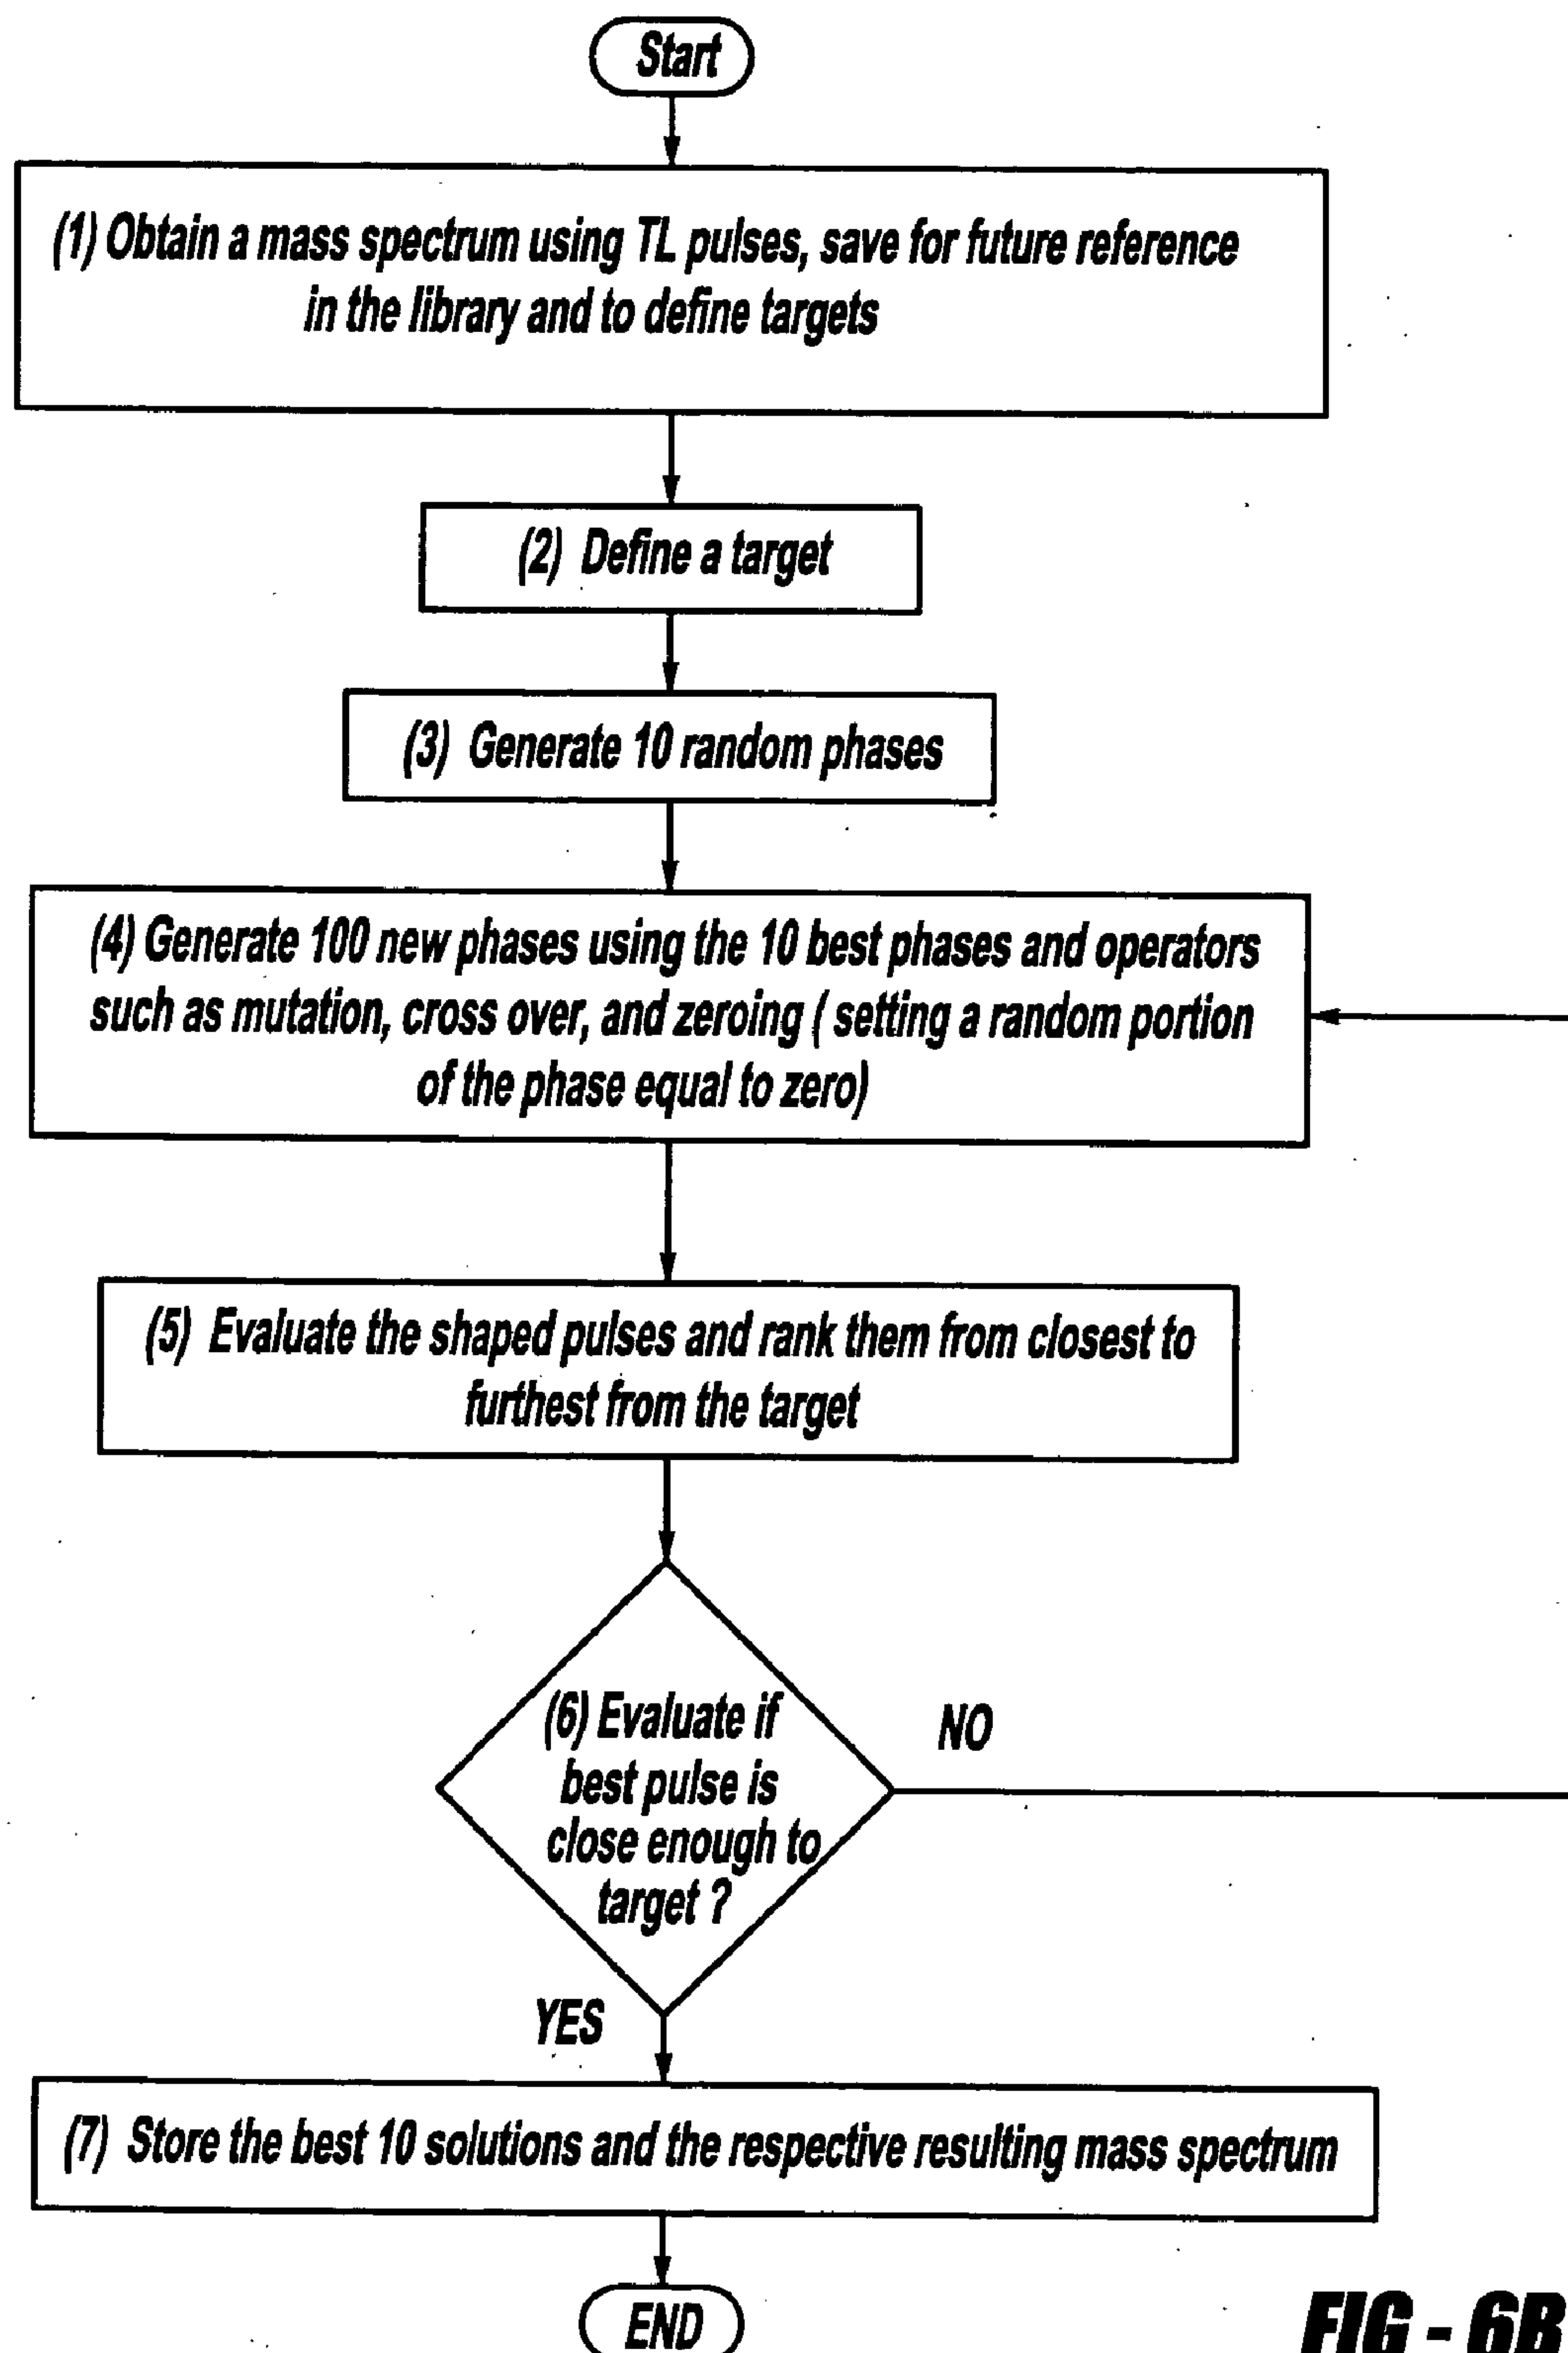 Start
(1) Obtain a mass spectrum using TL pulses, save for future reference
in the library and to define targets
(2) Define a target
(3) Generate 10 random phases
(4) Generate 100 new phases using the 10 best phases and operators
such as mutation, cross over, and zeroing ( setting a random portion
of the phase equal to zero)
(5) Evaluate the shaped pulses and rank them from closest to
furthest from the target
(6) Evaluate if
best pulse is
close enough to
target ?
NO
YES
(7) Store the best 10 solutions and the respective resulting mass spectrum
END
FIG - 6B